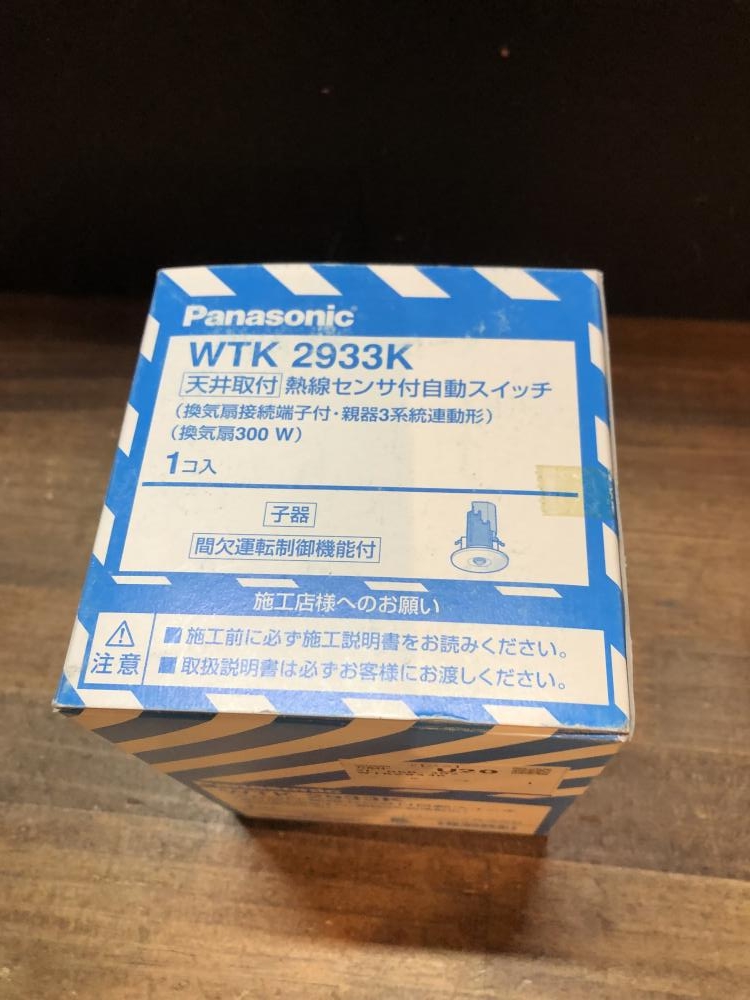 Panasonic
WTK 2933K
天井取付 熱線センサ付自動スイッチ
（換気扇接続端子付・親器3系統連動形）
（換気扇300 W）
1コ入
子器
間欠運転制御機能付
施工店様へのお願い
注意
■施工前に必ず施工説明書をお読みください。
■取扱説明書は必ずお客様にお渡しください。